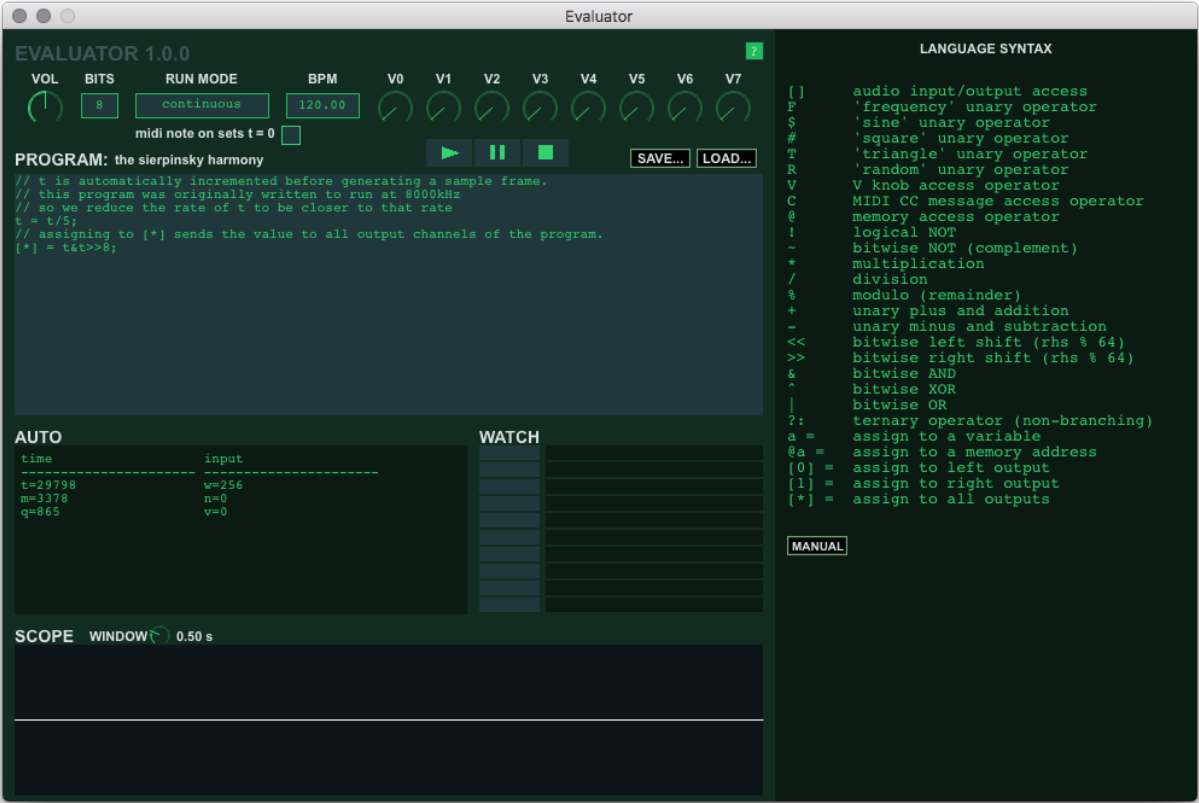 Evaluator
EVALUATOR 1.0.0
?
VOL BITS RUN MODE BPM V0 V1 V2 V3 V4 V5 V6 V7
8 continuous 120.00
midi note on sets t = 0
PROGRAM: the sierpinsky harmony
SAVE... LOAD...
// t is automatically incremented before generating a sample frame.
// this program was originally written to run at 8000kHz
// so we reduce the rate of t to be closer to that rate
t = t/5;
// assigning to [*] sends the value to all output channels of the program.
[*] = t&t>>8;
AUTO
time input
---------------------- ----------------------
t=29798 w=256
m=3378 n=0
q=865 v=0
WATCH
SCOPE WINDOW 0.50 s
LANGUAGE SYNTAX
[] audio input/output access
F 'frequency' unary operator
$ 'sine' unary operator
# 'square' unary operator
T 'triangle' unary operator
R 'random' unary operator
V V knob access operator
C MIDI CC message access operator
@ memory access operator
! logical NOT
~ bitwise NOT (complement)
* multiplication
/ division
% modulo (remainder)
+ unary plus and addition
- unary minus and subtraction
<< bitwise left shift (rhs % 64)
>> bitwise right shift (rhs % 64)
& bitwise AND
^ bitwise XOR
| bitwise OR
?: ternary operator (non-branching)
a = assign to a variable
@a = assign to a memory address
[0] = assign to left output
[1] = assign to right output
[*] = assign to all outputs
MANUAL